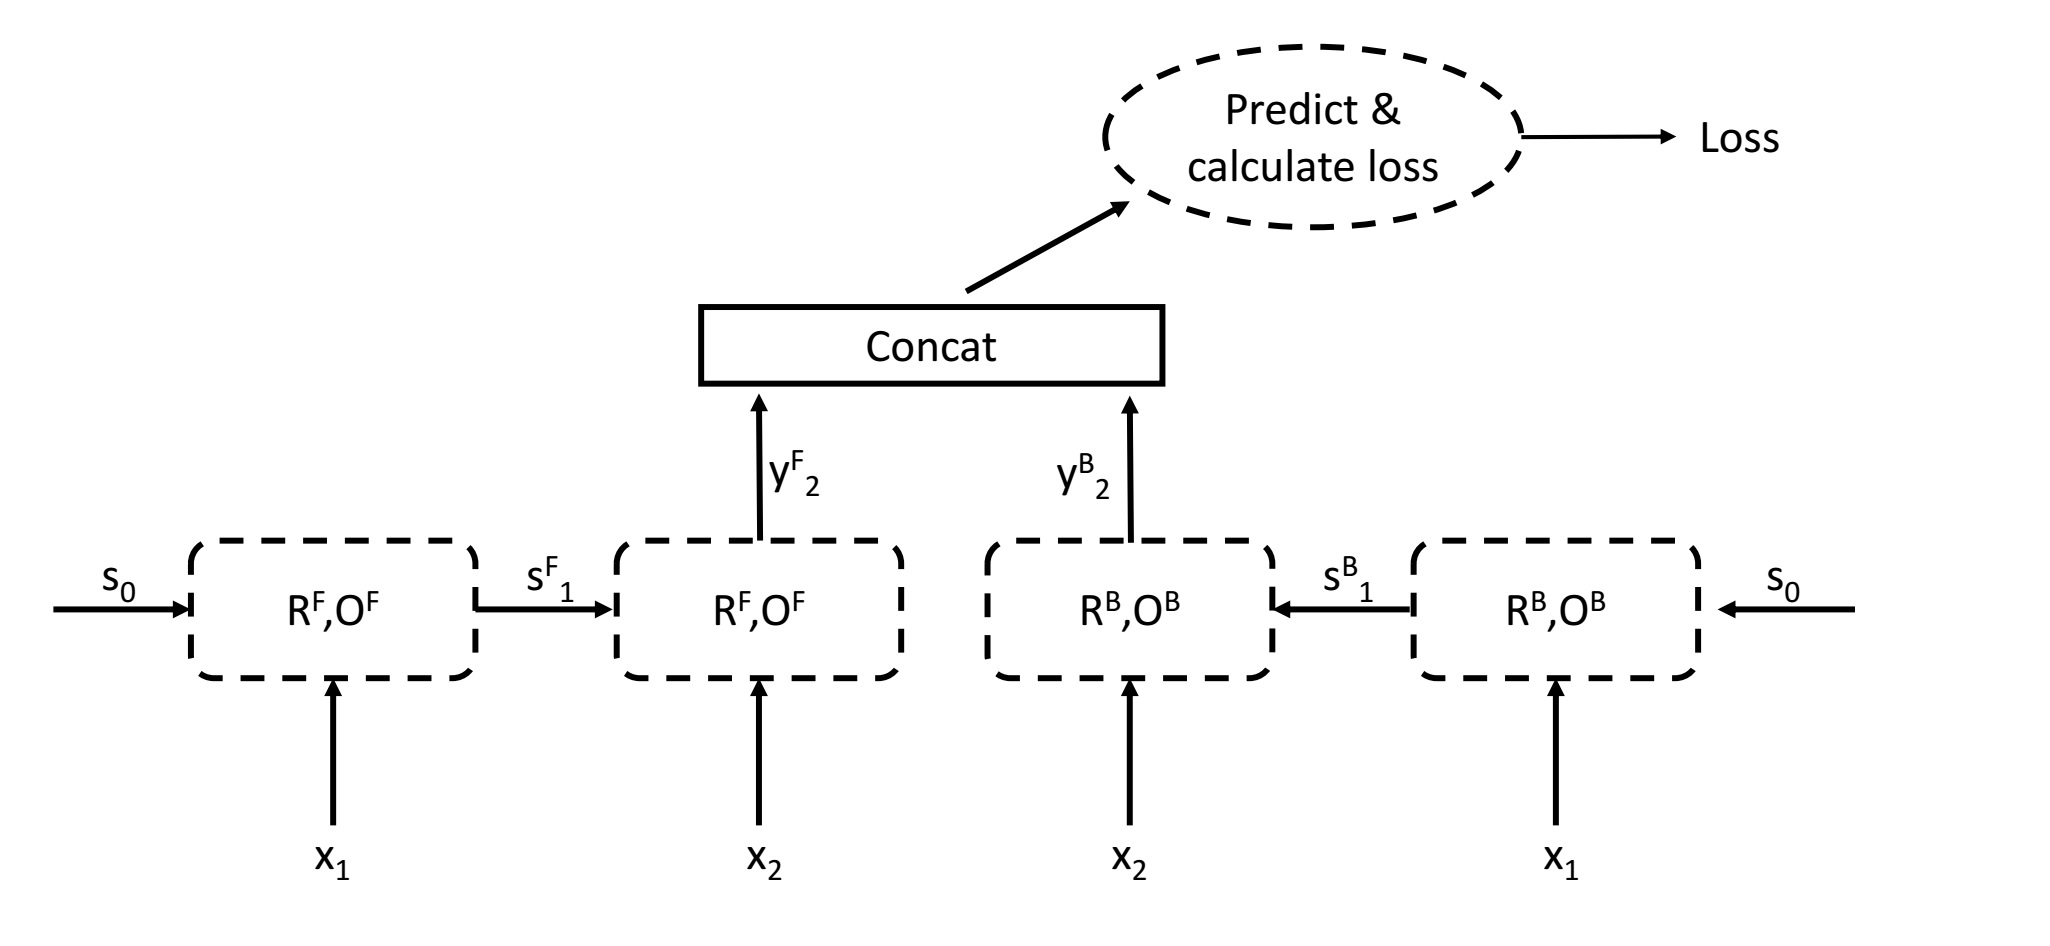 Predict &
calculate loss
Loss
Concat
y^F_2
y^B_2
s_0
s^F_1
s^B_1
s_0
R^F,O^F
R^F,O^F
R^B,O^B
R^B,O^B
x_1
x_2
x_2
x_1